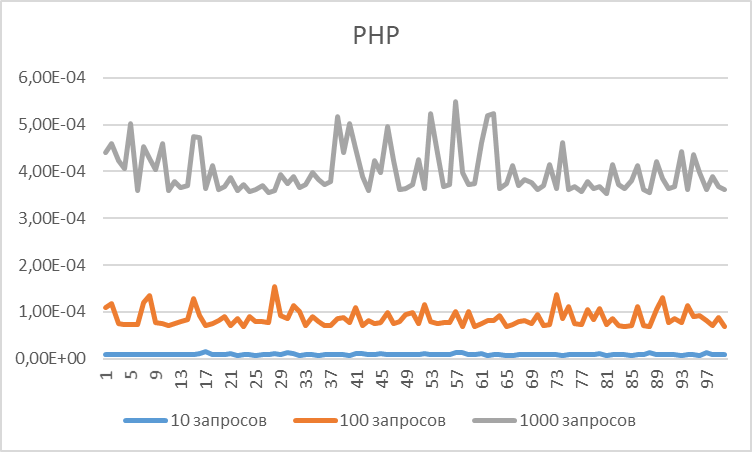 PHP
6,00E-04
5,00E-04
4,00E-04
3,00E-04
2,00E-04
1,00E-04
0,00E+00
1 5 9 13 17 21 25 29 33 37 41 45 49 53 57 61 65 69 73 77 81 85 89 93 97
10 запросов 100 запросов 1000 запросов